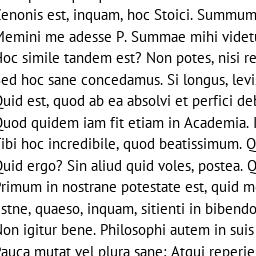 Zenonis est, inquam, hoc Stoici. Summum
Memini me adesse P. Summae mihi videtu
Hoc simile tandem est? Non potes, nisi re
Sed hoc sane concedamus. Si longus, levi
Quid est, quod ab ea absolvi et perfici de
Quod quidem iam fit etiam in Academia. I
Tibi hoc incredibile, quod beatissimum. Q
Quid ergo? Sin aliud quid voles, postea. Q
Primum in nostrane potestate est, quid m
Estne, quaeso, inquam, sitienti in bibendo
Non igitur bene. Philosophi autem in suis
Pauca mutat vel plura sane; Atqui reperie